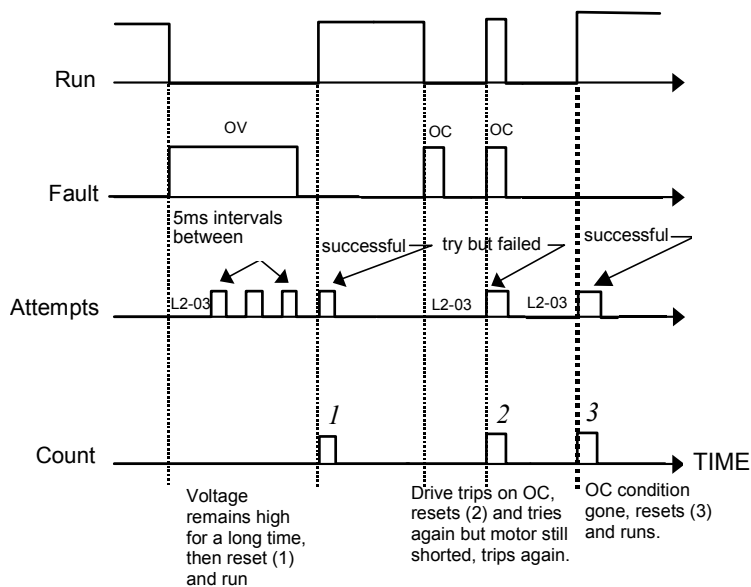 Run
OV
OC
OC
Fault
5ms intervals
between
successful
try but failed
successful
L2-03
L2-03
L2-03
Attempts
1
2
3
Count
TIME
Voltage
remains high
for a long time,
then reset (1)
and run
Drive trips on OC,
resets (2) and tries
again but motor still
shorted, trips again.
OC condition
gone, resets (3)
and runs.